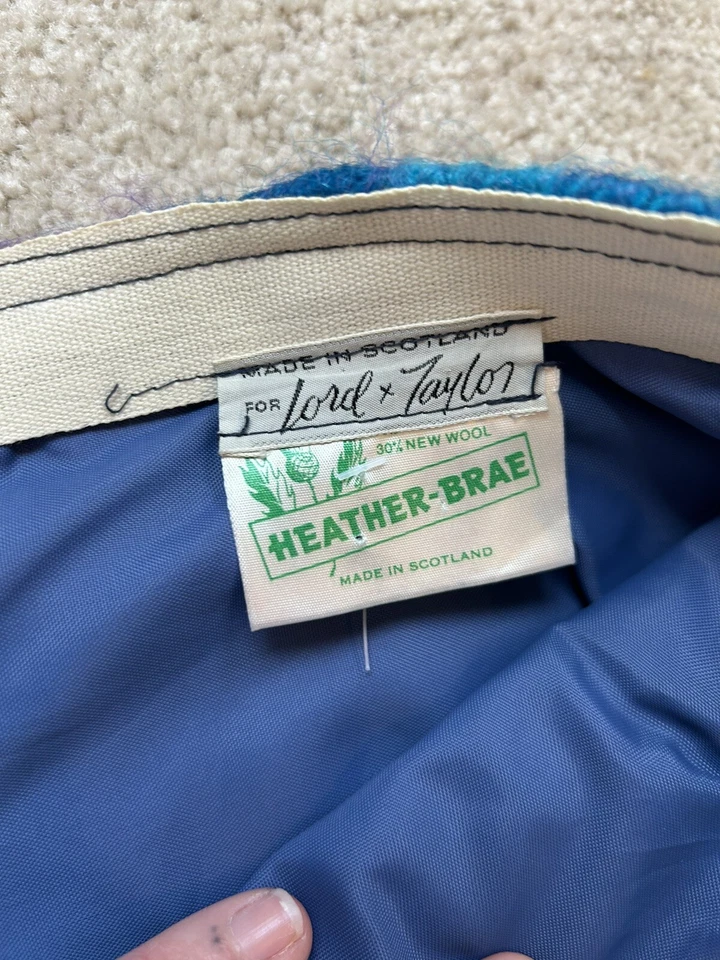 MADE IN SCOTLAND
FOR Lord & Taylor
30% NEW WOOL
HEATHER-BRAE
MADE IN SCOTLAND